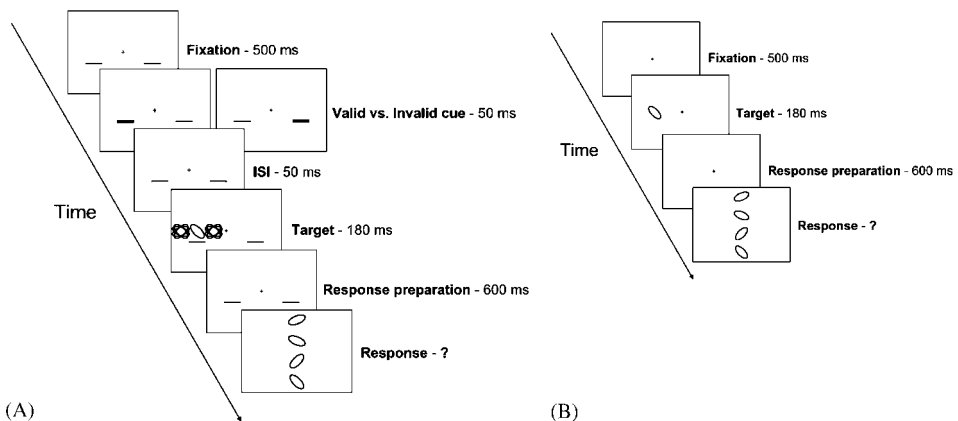 Fixation - 500 ms
Valid vs. Invalid cue - 50 ms
ISI - 50 ms
Time
Target - 180 ms
Response preparation - 600 ms
Response - ?
(A)
Fixation - 500 ms
Target - 180 ms
Time
Response preparation - 600 ms
Response - ?
(B)